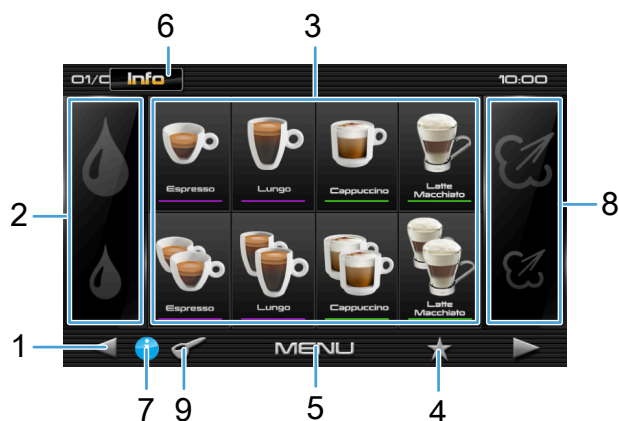 6 3
01/0 Info 10:00
2 8
Espresso Lungo Cappuccino Latte
Macchiato
Espresso Lungo Cappuccino Latte
Macchiato
1 MENU
7 9 5 4